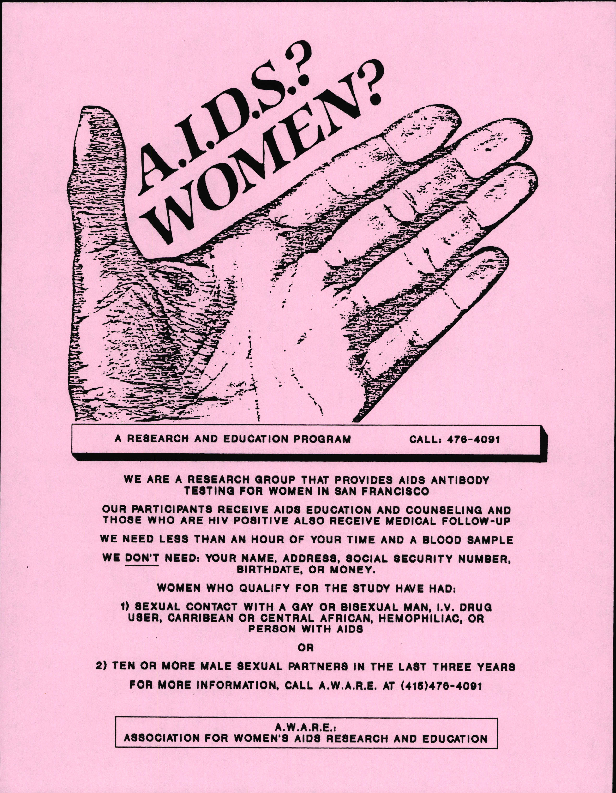 A.I.D.S.?
WOMEN?
A RESEARCH AND EDUCATION PROGRAM CALL: 476-4091
WE ARE A RESEARCH GROUP THAT PROVIDES AIDS ANTIBODY
TESTING FOR WOMEN IN SAN FRANCISCO
OUR PARTICIPANTS RECEIVE AIDS EDUCATION AND COUNSELING AND
THOSE WHO ARE HIV POSITIVE ALSO RECEIVE MEDICAL FOLLOW-UP
WE NEED LESS THAN AN HOUR OF YOUR TIME AND A BLOOD SAMPLE
WE DON'T NEED: YOUR NAME, ADDRESS, SOCIAL SECURITY NUMBER,
BIRTHDATE, OR MONEY.
WOMEN WHO QUALIFY FOR THE STUDY HAVE HAD:
1) SEXUAL CONTACT WITH A GAY OR BISEXUAL MAN, I.V. DRUG
USER, CARRIBEAN OR CENTRAL AFRICAN, HEMOPHILIAC, OR
PERSON WITH AIDS
OR
2) TEN OR MORE MALE SEXUAL PARTNERS IN THE LAST THREE YEARS
FOR MORE INFORMATION, CALL A.W.A.R.E. AT (415)476-4091
A.W.A.R.E.:
ASSOCIATION FOR WOMEN'S AIDS RESEARCH AND EDUCATION